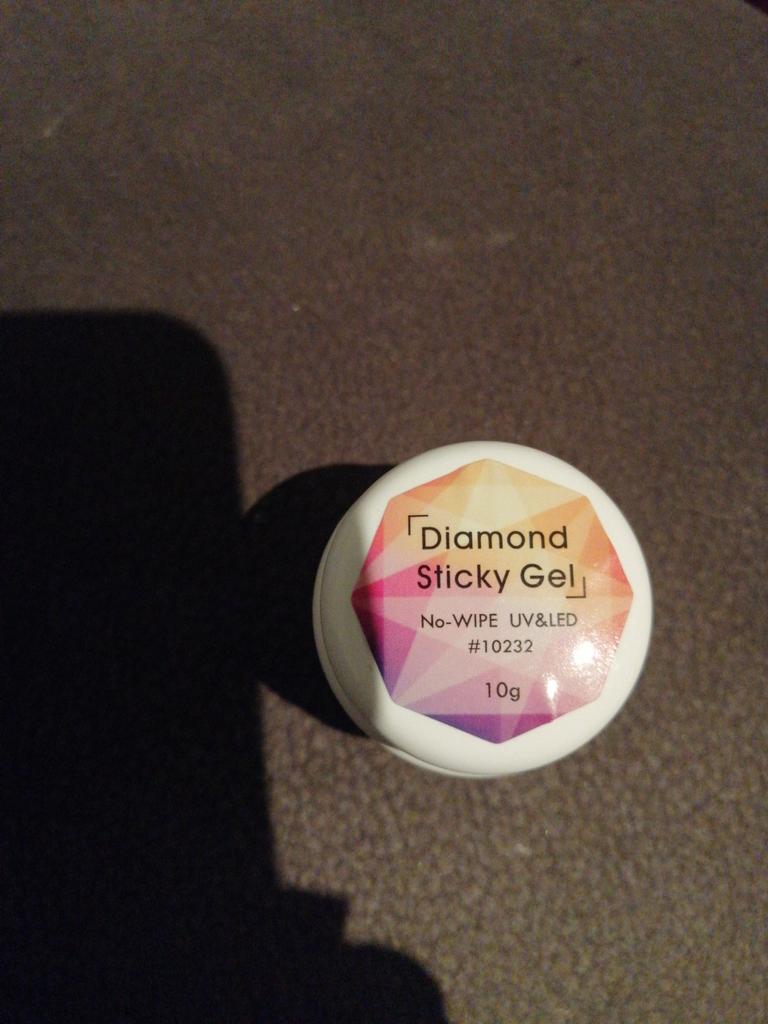 「Diamond
Sticky Gel」
No-WIPE UV&LED
#10232
10g